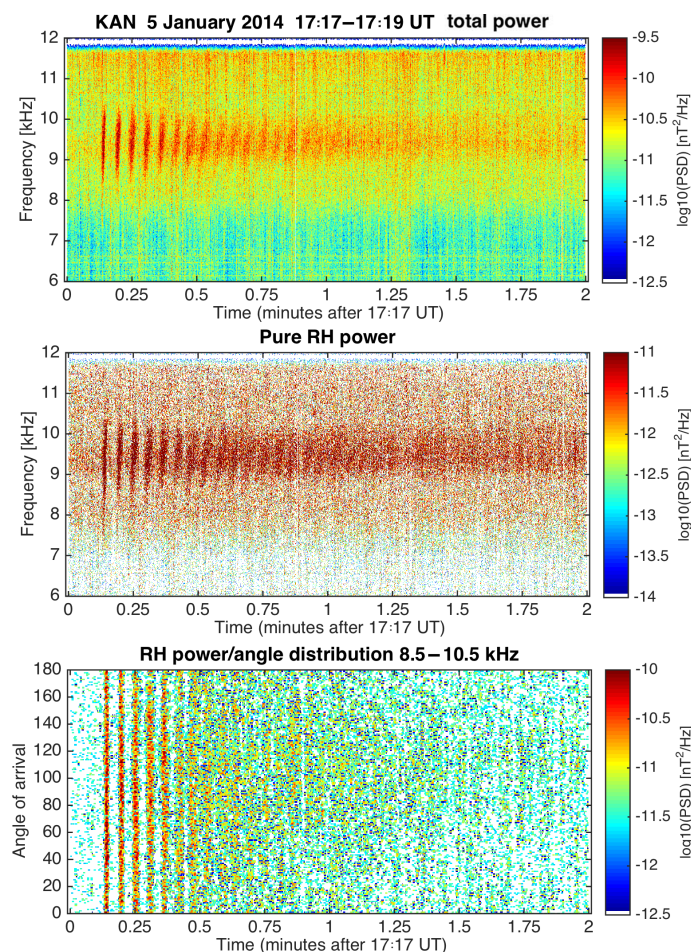 KAN 5 January 2014 17:17−17:19 UT total power
12
11
10
9
8
7
6
Frequency [kHz]
0 0.25 0.5 0.75 1 1.25 1.5 1.75 2
Time (minutes after 17:17 UT)
-9.5
-10
-10.5
-11
-11.5
-12
-12.5
log10(PSD) [nT²/Hz]
Pure RH power
12
11
10
9
8
7
6
Frequency [kHz]
0 0.25 0.5 0.75 1 1.25 1.5 1.75 2
Time (minutes after 17:17 UT)
-11
-11.5
-12
-12.5
-13
-13.5
-14
log10(PSD) [nT²/Hz]
RH power/angle distribution 8.5−10.5 kHz
180
160
140
120
100
80
60
40
20
0
Angle of arrival
0 0.25 0.5 0.75 1 1.25 1.5 1.75 2
Time (minutes after 17:17 UT)
-10
-10.5
-11
-11.5
-12
-12.5
log10(PSD) [nT²/Hz]